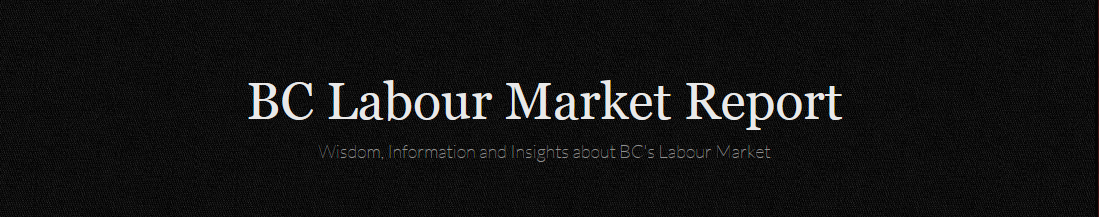 BC Labour Market Report
Wisdom, Information and Insights about BC's Labour Market